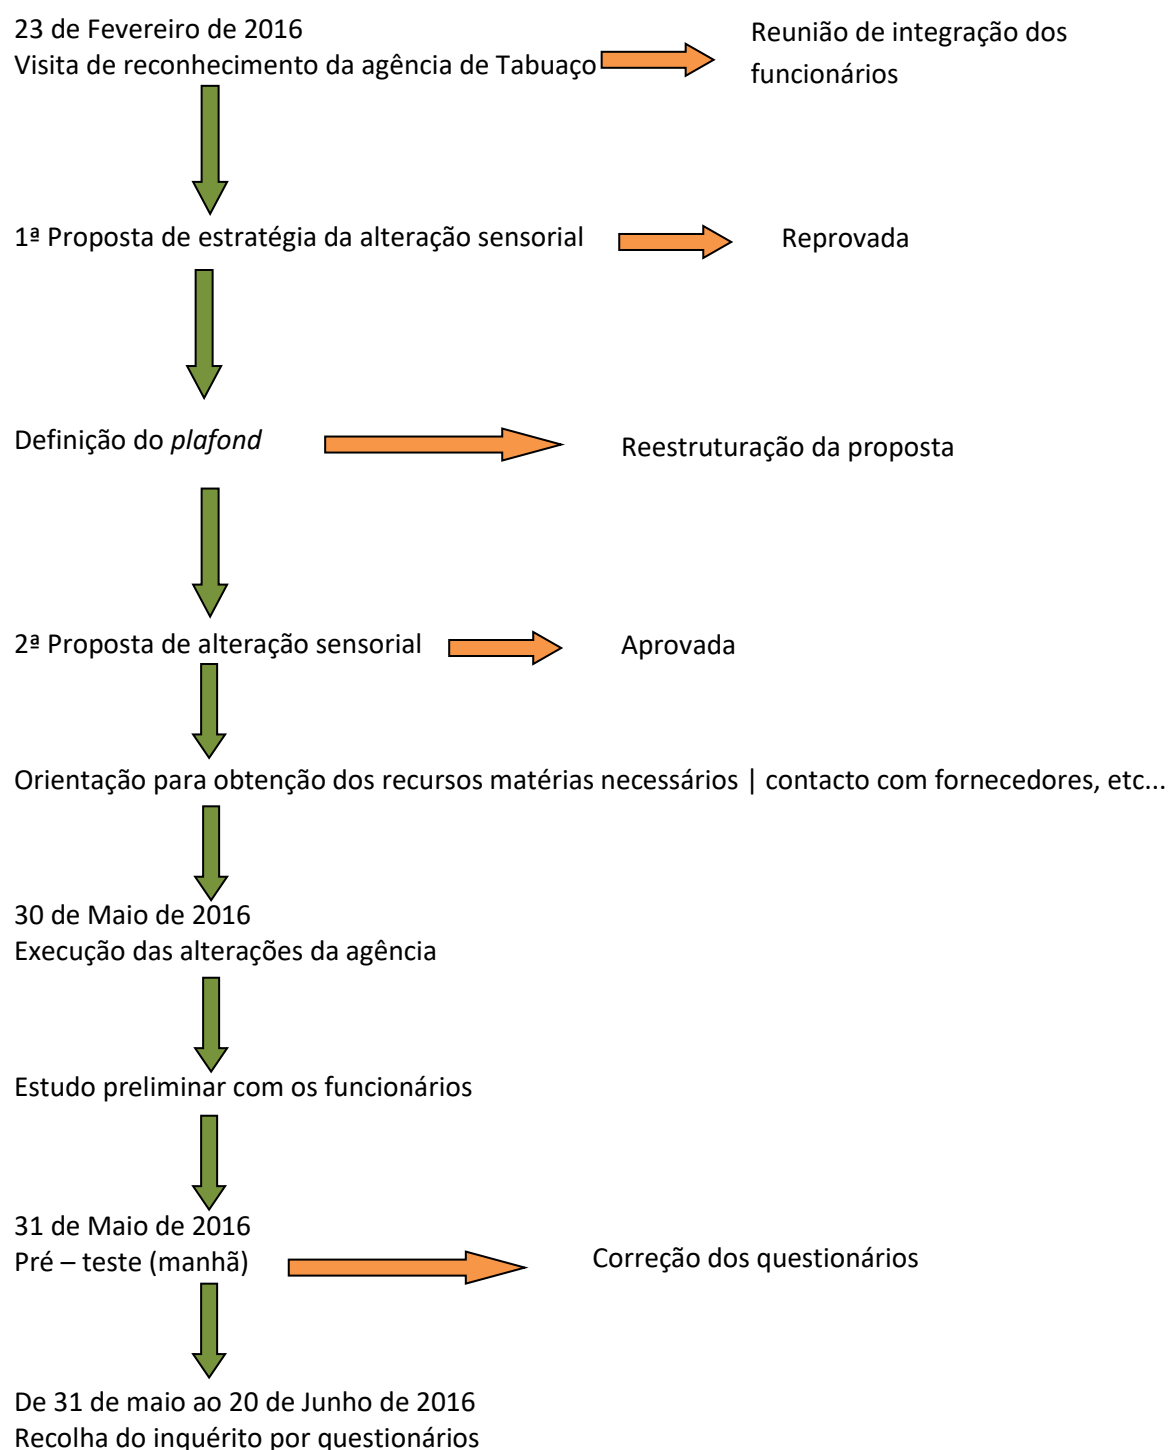 23 de Fevereiro de 2016
Visita de reconhecimento da agência de Tabuaço
Reunião de integração dos
funcionários
1ª Proposta de estratégia da alteração sensorial
Reprovada
Definição do plafond
Reestruturação da proposta
2ª Proposta de alteração sensorial
Aprovada
Orientação para obtenção dos recursos matérias necessários | contacto com fornecedores, etc...
30 de Maio de 2016
Execução das alterações da agência
Estudo preliminar com os funcionários
31 de Maio de 2016
Pré – teste (manhã)
Correção dos questionários
De 31 de maio ao 20 de Junho de 2016
Recolha do inquérito por questionários